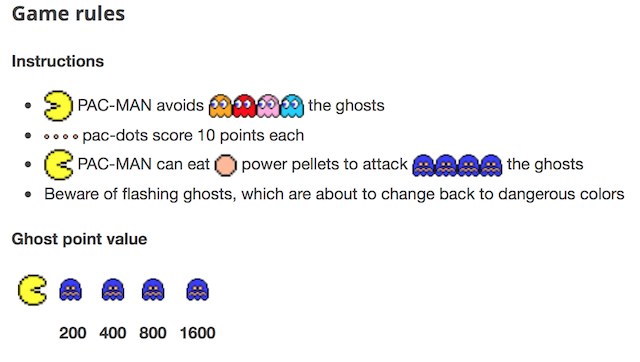 Game rules
Instructions
PAC-MAN avoids the ghosts
pac-dots score 10 points each
PAC-MAN can eat power pellets to attack the ghosts
Beware of flashing ghosts, which are about to change back to dangerous colors
Ghost point value
200 400 800 1600